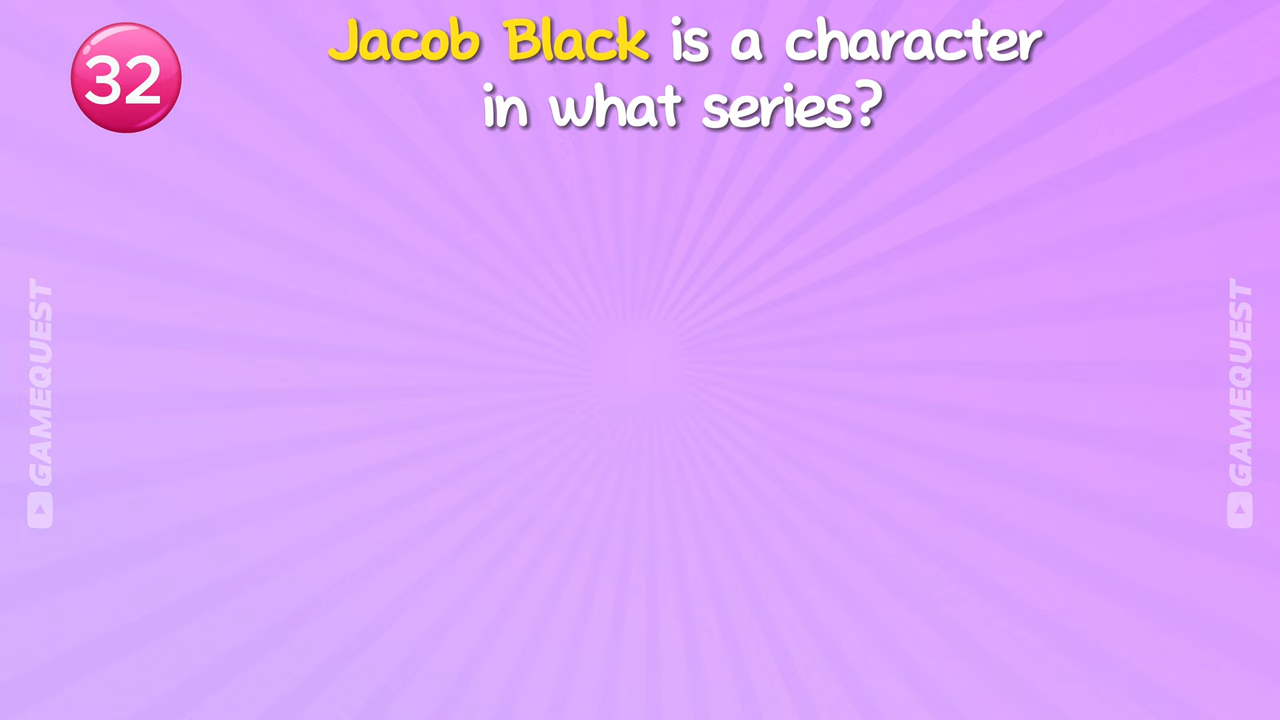 32
Jacob Black is a character
in what series?
GAMEQUEST
GAMEQUEST